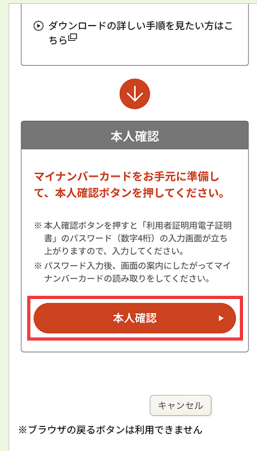 ダウンロードの詳しい手順を見たい方はこ
ちら
本人確認
マイナンバーカードをお手元に準備し
て、本人確認ボタンを押してください。
※ 本人確認ボタンを押すと「利用者証明用電子証明
書」のパスワード（数字4桁）の入力画面が立ち
上がりますので、入力してください。
※ パスワード入力後、画面の案内にしたがってマイ
ナンバーカードの読み取りをしてください。
本人確認
キャンセル
※ブラウザの戻るボタンは利用できません